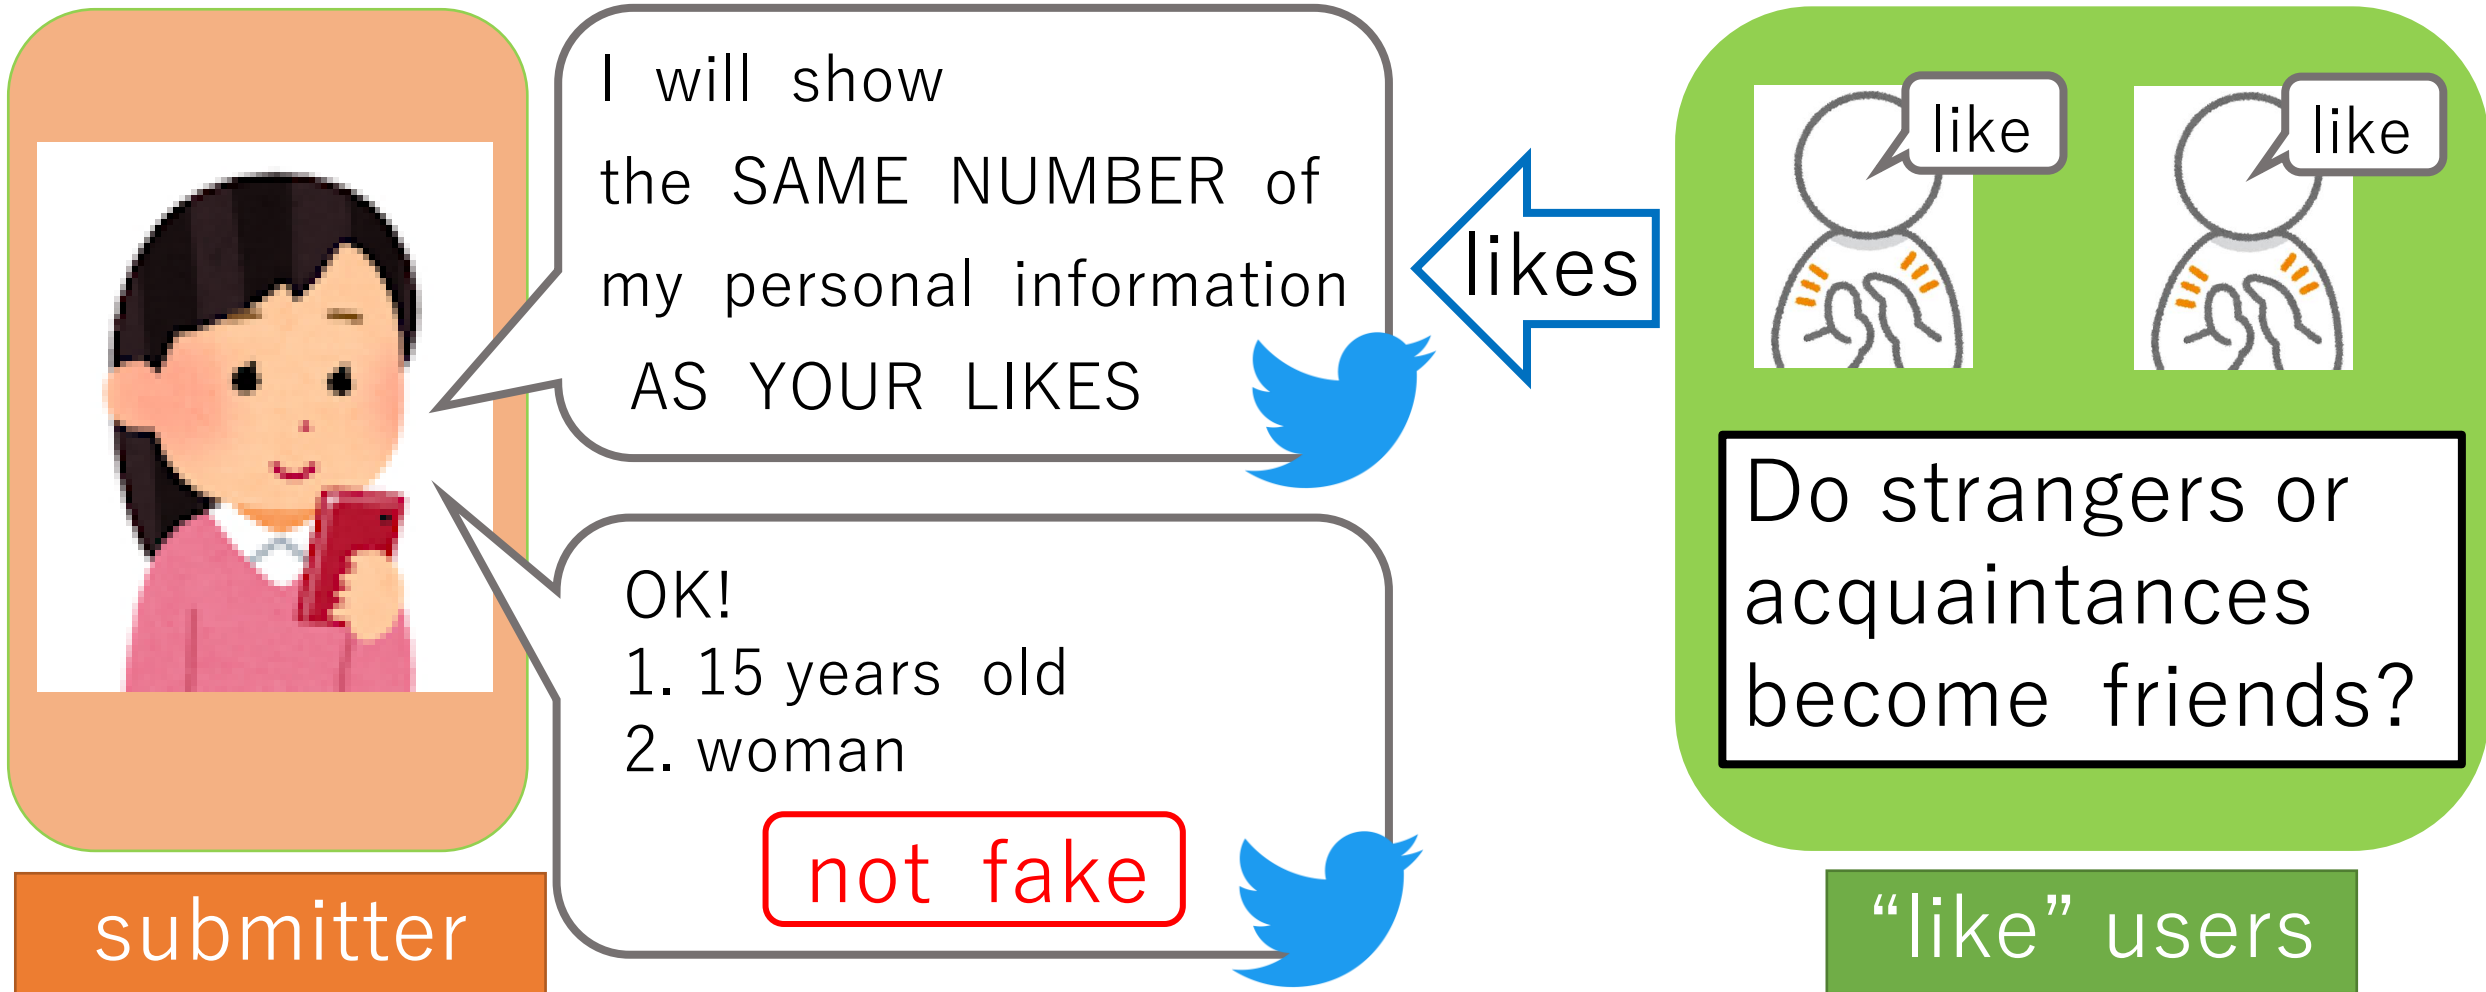 I will show
the SAME NUMBER of
my personal information
AS YOUR LIKES
OK!
1. 15 years old
2. woman
not fake
submitter
likes
like
like
Do strangers or
acquaintances
become friends?
“like” users